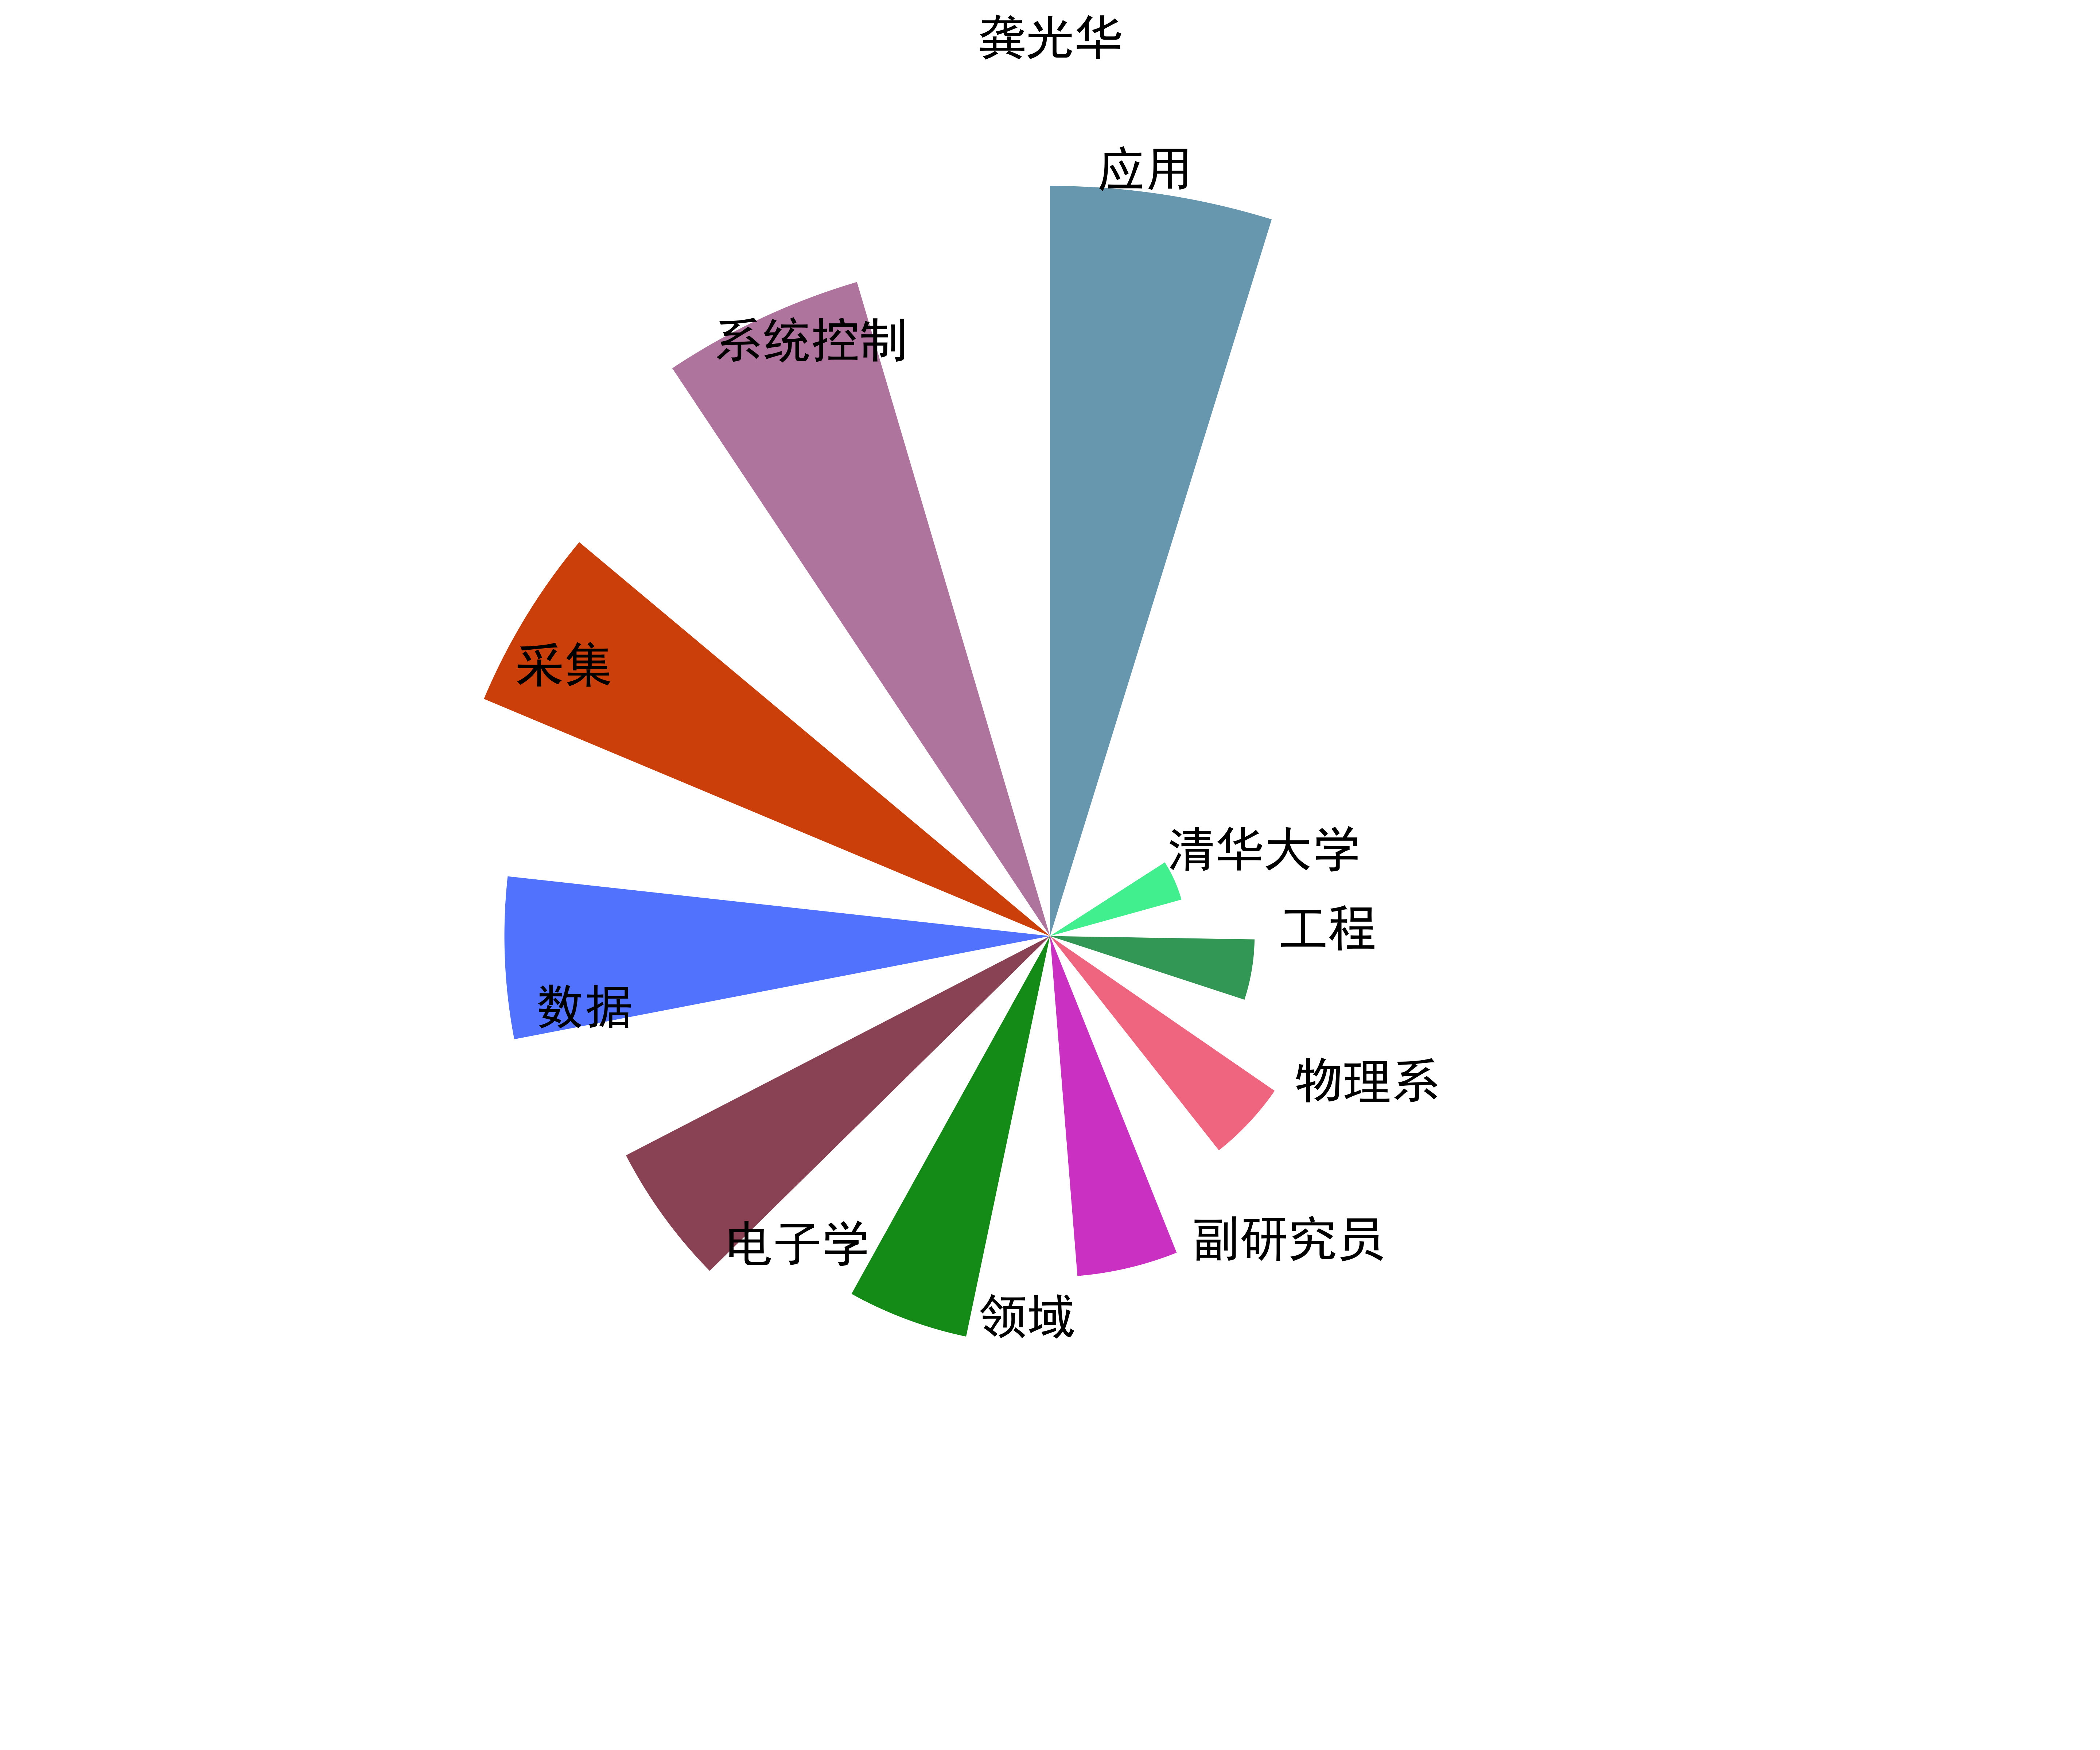 龚光华
应用
系统控制
采集
清华大学
工程
数据
物理系
副研究员
电子学
领域